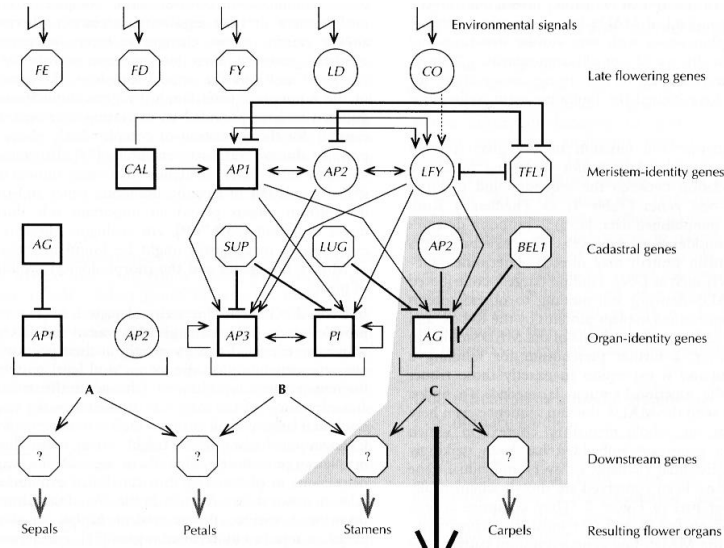 Environmental signals
FE FD FY LD CO Late flowering genes
CAL AP1 AP2 LFY TFL1 Meristem-identity genes
AG SUP LUG AP2 BEL1 Cadastral genes
AP1 AP2 AP3 PI AG Organ-identity genes
A B C
? ? ? ? Downstream genes
Sepals Petals Stamens Carpels Resulting flower organs